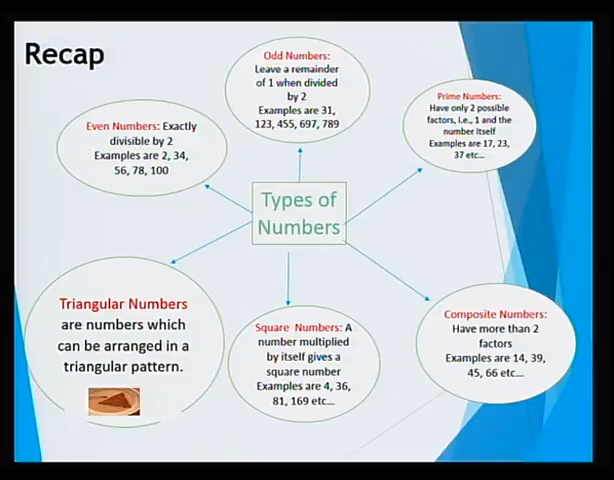 Recap
Odd Numbers:
Leave a remainder
of 1 when divided
by 2
Examples are 31,
123, 455, 697, 789
Even Numbers: Exactly
divisible by 2
Examples are 2, 34,
56, 78, 100
Prime Numbers:
Have only 2 possible
factors, i.e., 1 and the
number itself
Examples are 17, 23,
37 etc...
Types of
Numbers
Triangular Numbers
are numbers which
can be arranged in a
triangular pattern.
Square Numbers: A
number multiplied
by itself gives a
square number
Examples are 4, 36,
81, 169 etc...
Composite Numbers:
Have more than 2
factors
Examples are 14, 39,
45, 66 etc...